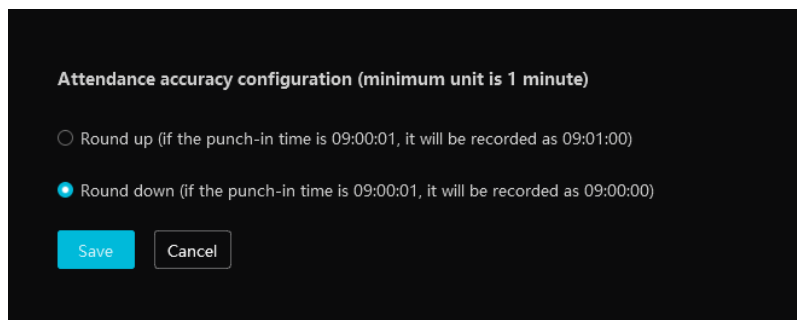 Attendance accuracy configuration (minimum unit is 1 minute)
Round up (if the punch-in time is 09:00:01, it will be recorded as 09:01:00)
Round down (if the punch-in time is 09:00:01, it will be recorded as 09:00:00)
Save Cancel